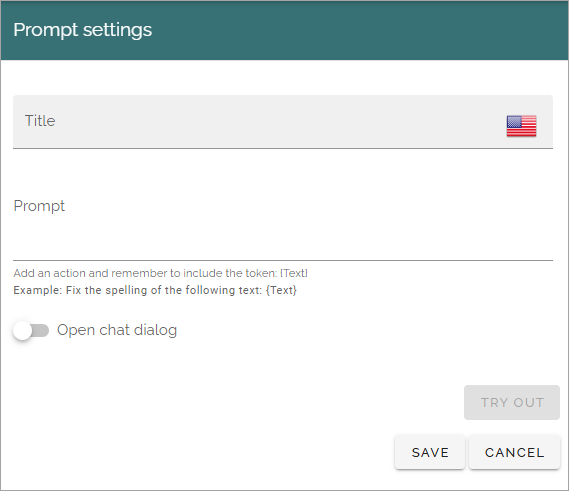 Prompt settings
Title
Prompt
Add an action and remember to include the token: {Text}
Example: Fix the spelling of the following text: {Text}
Open chat dialog
TRY OUT
SAVE CANCEL